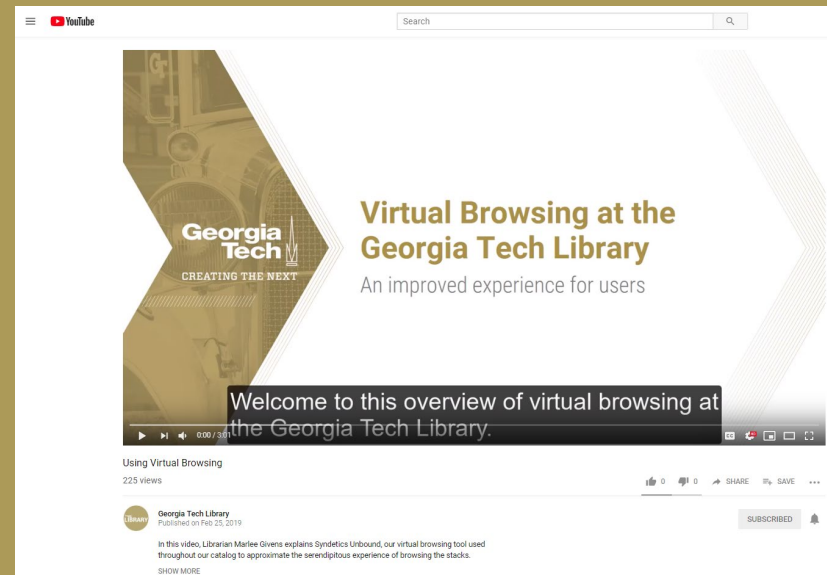 YouTube
Search
Georgia
Tech
CREATING THE NEXT
Virtual Browsing at the
Georgia Tech Library
An improved experience for users
Welcome to this overview of virtual browsing at
the Georgia Tech Library.
0:00 / 3:01
CC
Using Virtual Browsing
225 views
0 0 SHARE SAVE
LIBRARY
Georgia Tech Library
Published on Feb 25, 2019
SUBSCRIBED
In this video, Librarian Marlee Givens explains Syndetics Unbound, our virtual browsing tool used
throughout our catalog to approximate the serendipitous experience of browsing the stacks.
SHOW MORE